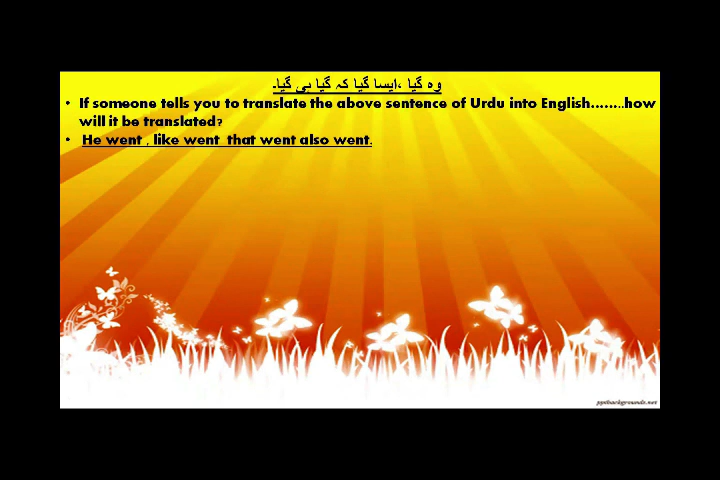 وہ گیا ،ایسا گیا کہ گیا ہی گیا۔
• If someone tells you to translate the above sentence of Urdu into English……..how
will it be translated?
• He went , like went  that went also went.
pptbackgrounds.net